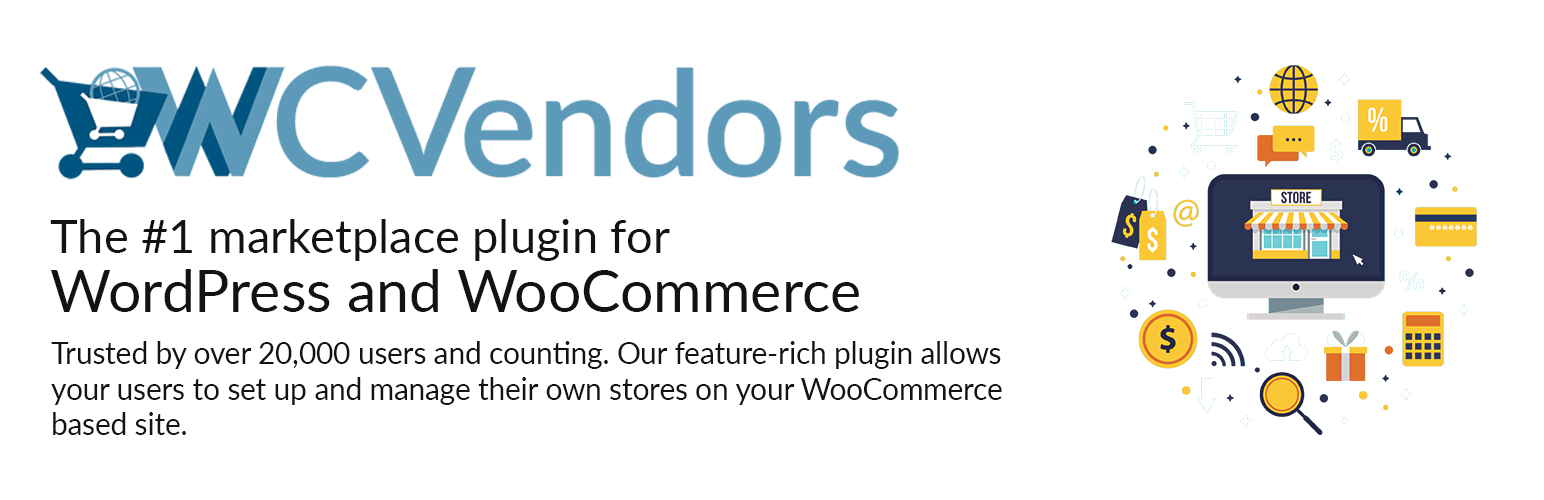 WCVendors
The #1 marketplace plugin for
WordPress and WooCommerce
Trusted by over 20,000 users and counting. Our feature-rich plugin allows
your users to set up and manage their own stores on your WooCommerce
based site.
%
STORE
$
$
@
$
*******
%
$